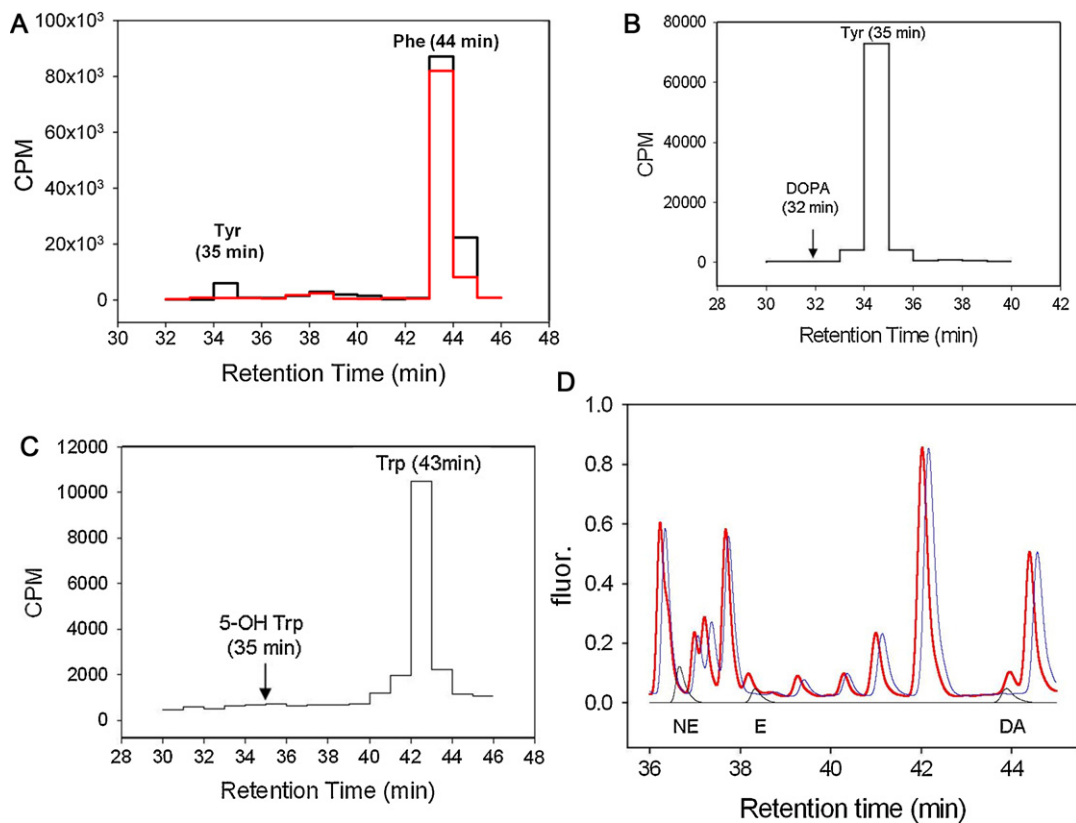 A
100x10³
80x10³
60x10³
40x10³
20x10³
0
CPM
Phe (44 min)
Tyr
(35 min)
30 32 34 36 38 40 42 44 46 48
Retention Time (min)
B
80000
60000
40000
20000
0
CPM
Tyr (35 min)
DOPA
(32 min)
28 30 32 34 36 38 40 42
Retention Time (min)
C
12000
10000
8000
6000
4000
2000
0
CPM
Trp (43min)
5-OH Trp
(35 min)
28 30 32 34 36 38 40 42 44 46 48
Retention Time (min)
D
1.0
0.8
0.6
0.4
0.2
0.0
fluor.
NE E DA
36 38 40 42 44
Retention time (min)